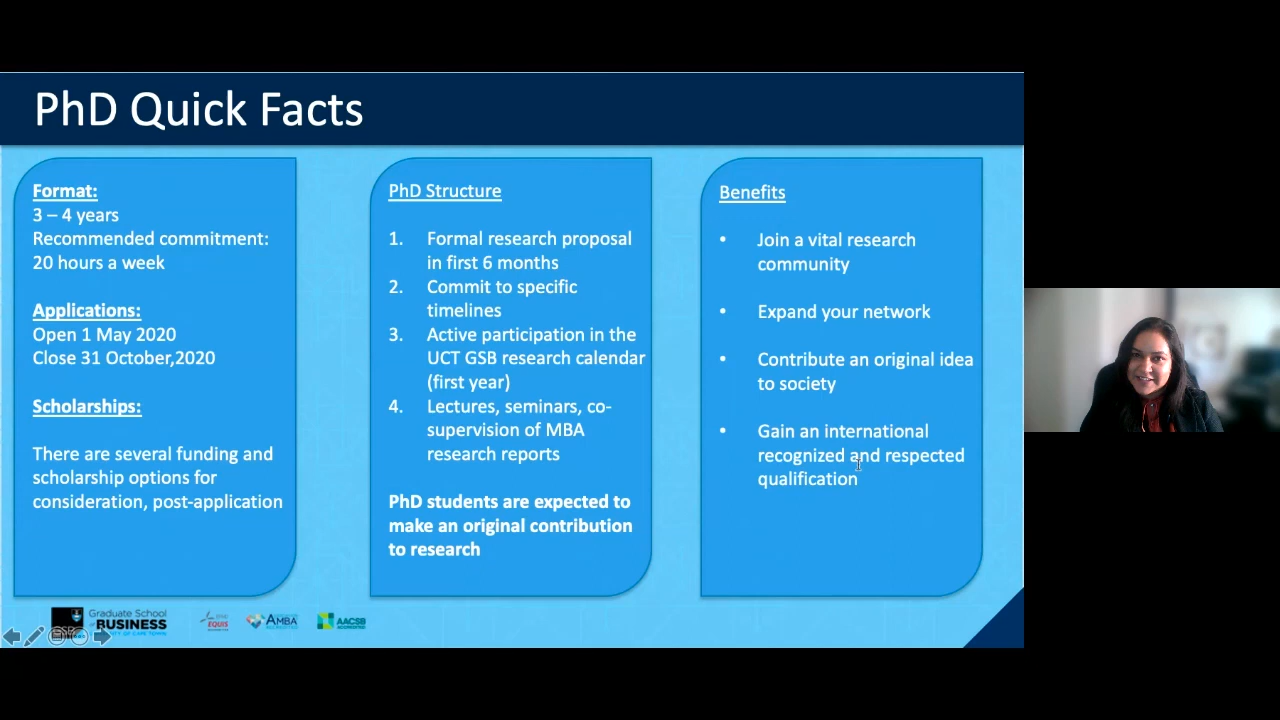 PhD Quick Facts
Format:
3 – 4 years
Recommended commitment:
20 hours a week
Applications:
Open 1 May 2020
Close 31 October,2020
Scholarships:
There are several funding and
scholarship options for
consideration, post-application
PhD Structure
1. Formal research proposal
in first 6 months
2. Commit to specific
timelines
3. Active participation in the
UCT GSB research calendar
(first year)
4. Lectures, seminars, co-
supervision of MBA
research reports
PhD students are expected to
make an original contribution
to research
Benefits
• Join a vital research
community
• Expand your network
• Contribute an original idea
to society
• Gain an international
recognized and respected
qualification
Graduate School
BUSINESS
EQUIS
AMBA
AACSB